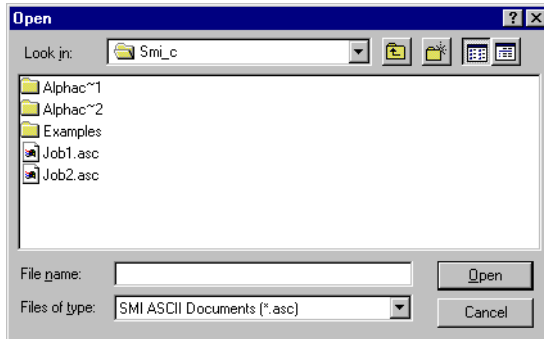 Open
Look in: Smi_c
Alphac~1
Alphac~2
Examples
Job1.asc
Job2.asc
File name: Open
Files of type: SMI ASCII Documents (*.asc) Cancel